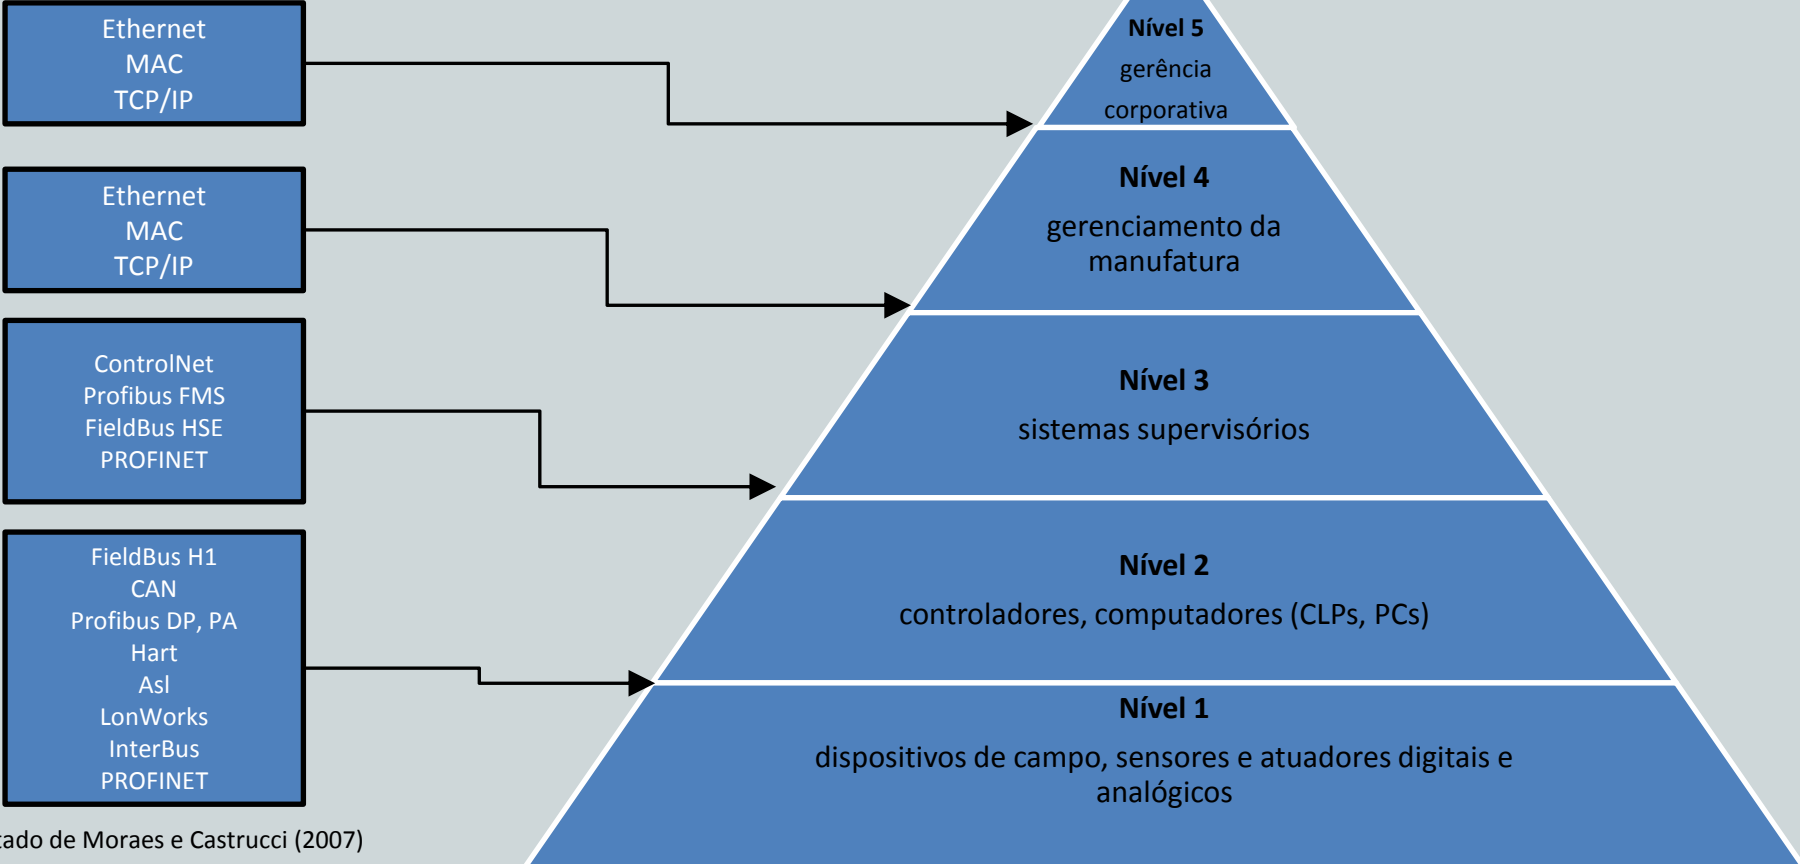 Ethernet
MAC
TCP/IP
Ethernet
MAC
TCP/IP
ControlNet
Profibus FMS
FieldBus HSE
PROFINET
FieldBus H1
CAN
Profibus DP, PA
Hart
Asl
LonWorks
InterBus
PROFINET
Nível 5
gerência
corporativa
Nível 4
gerenciamento da
manufatura
Nível 3
sistemas supervisórios
Nível 2
controladores, computadores (CLPs, PCs)
Nível 1
dispositivos de campo, sensores e atuadores digitais e
analógicos
de Moraes e Castrucci (2007)